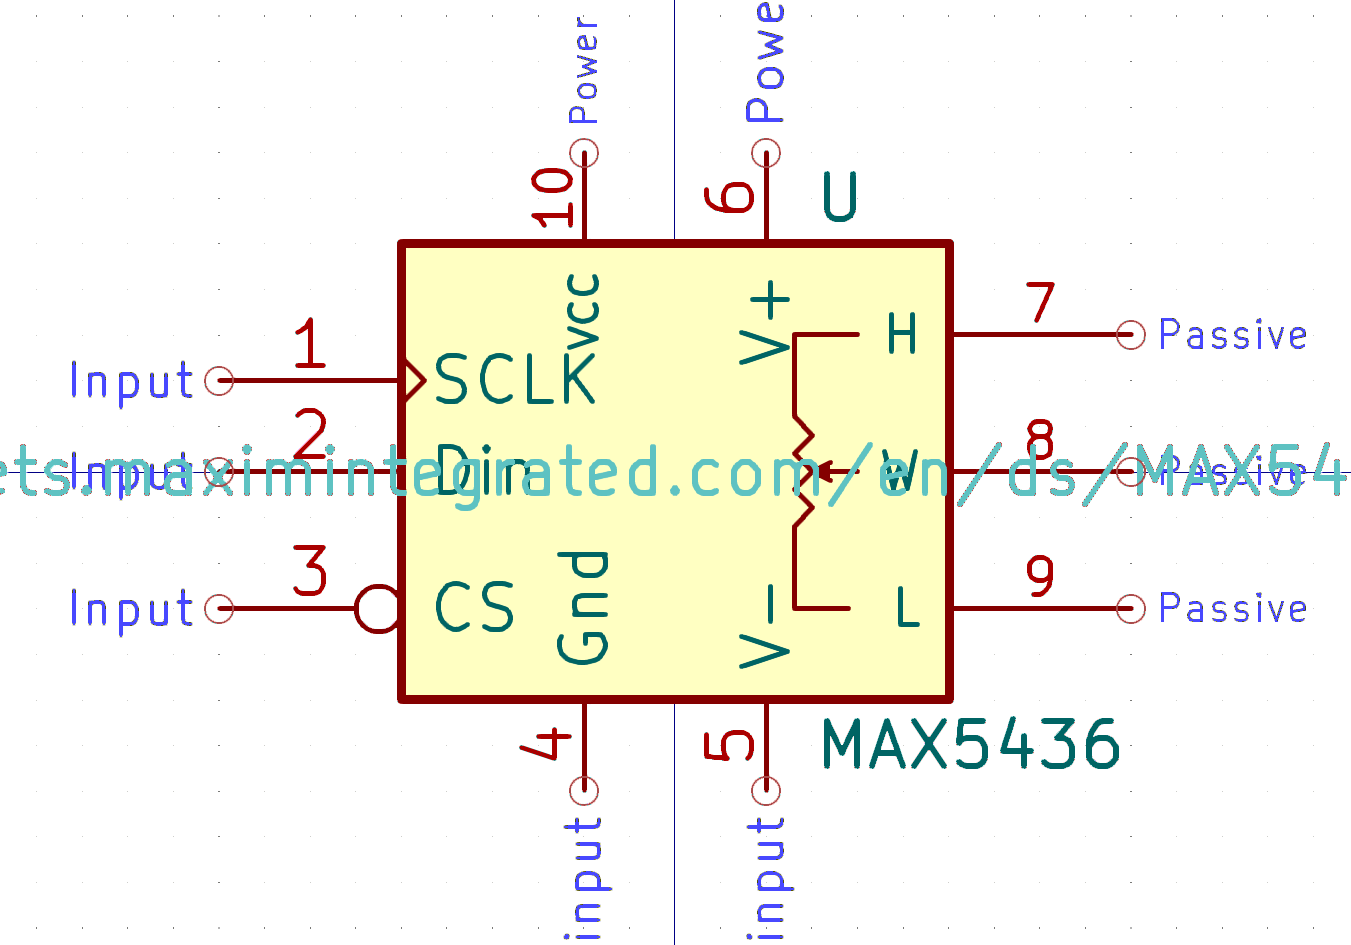 Power
Powe
10
6
U
vcc
V+
H
7
Passive
1
Input
SCLK
2
Input
Din
ets.maximintegrated.com/en/ds/MAX54
W
8
Passive
3
Input
CS
Gnd
V-
L
9
Passive
4
5
MAX5436
input
input